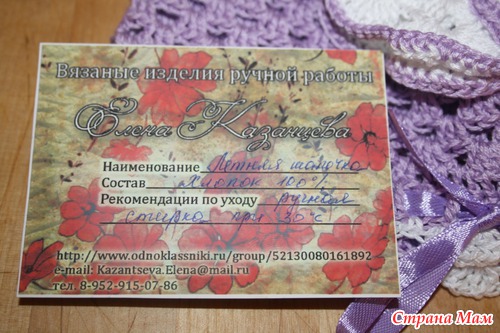 Вязаные изделия ручной работы
Елена Казанцева
Наименование Летняя шапочка
Состав Хлопок 100%
Рекомендации по уходу ручная
стирка при 30°С
http://www.odnoklassniki.ru/group/52130080161892
e-mail: Kazantseva.Elena@mail.ru
тел. 8-952-915-07-86
Страна Мам